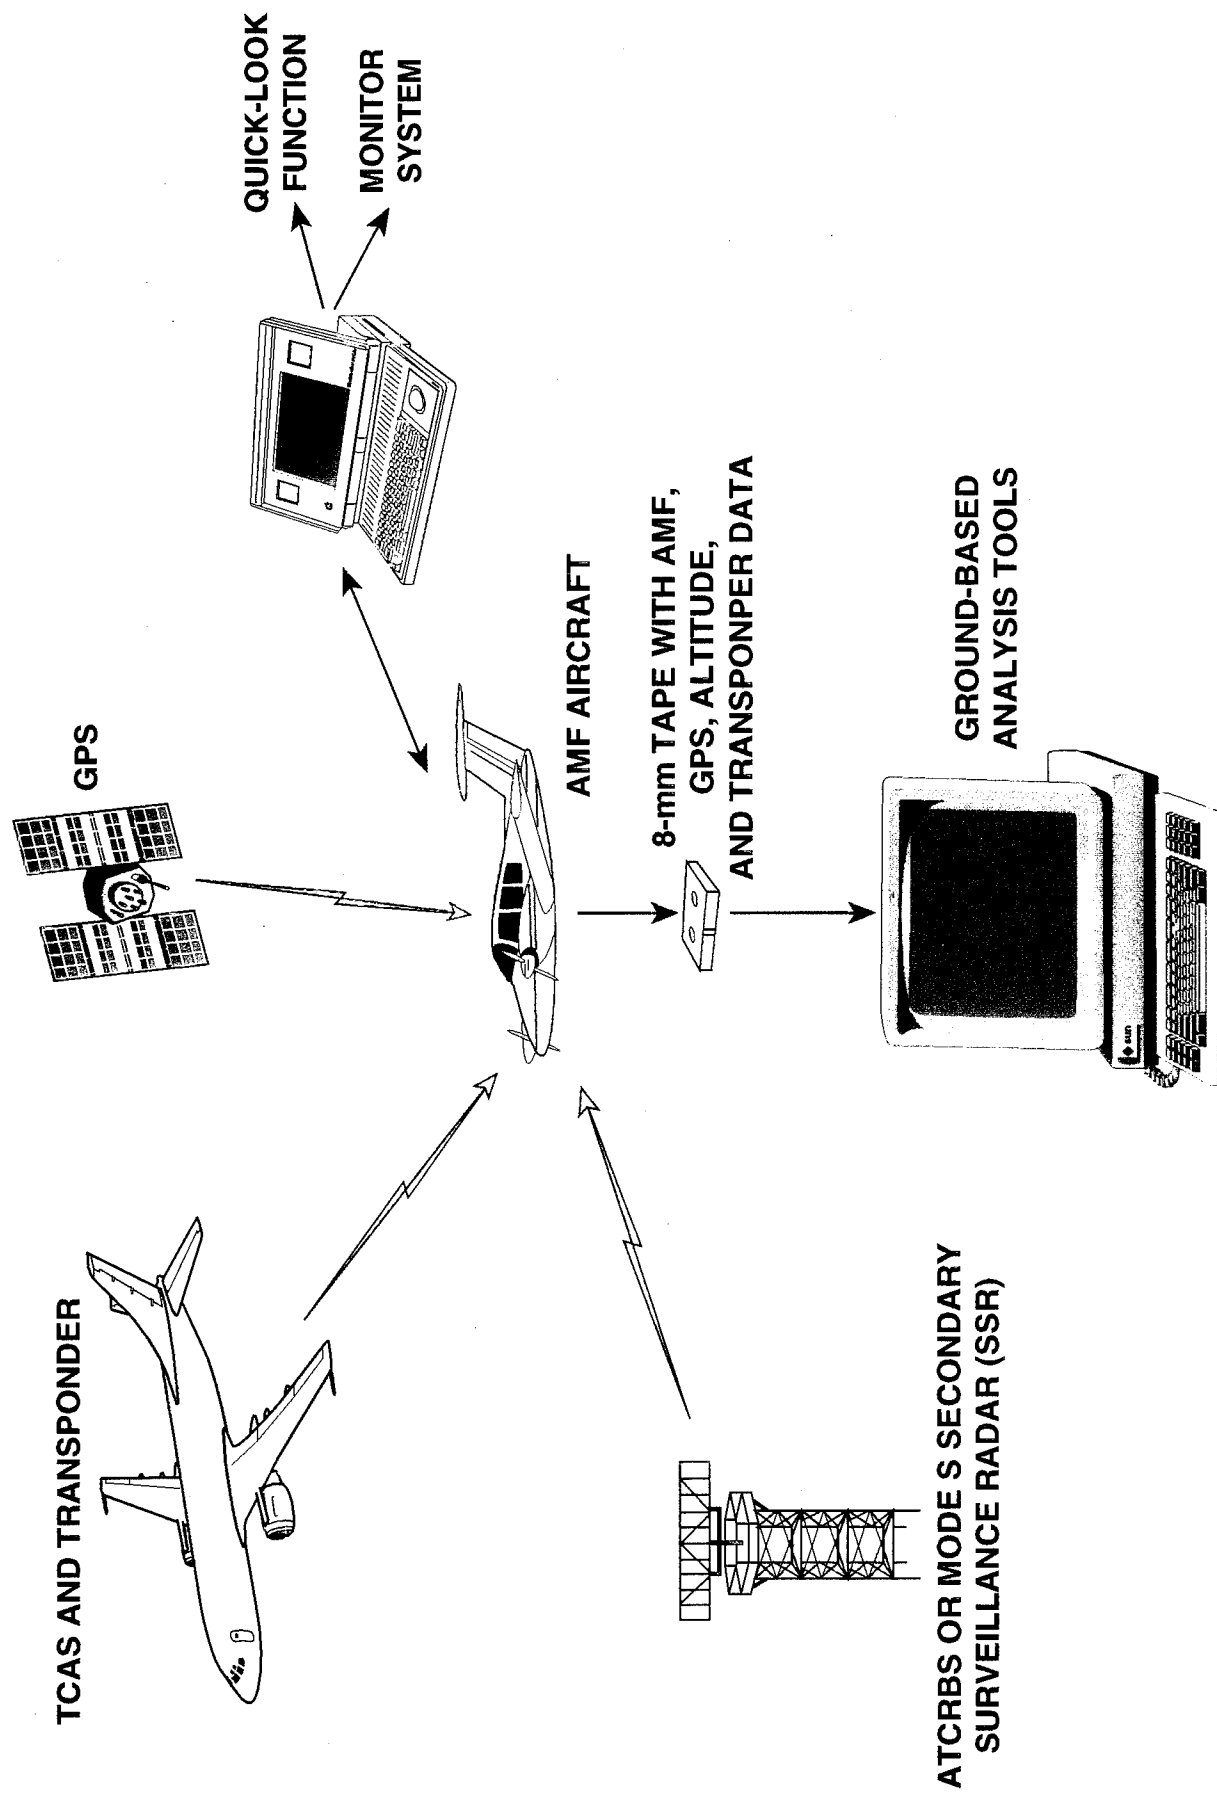 TCAS AND TRANSPONDER
GPS
QUICK-LOOK
FUNCTION
MONITOR
SYSTEM
AMF AIRCRAFT
8-mm TAPE WITH AMF,
GPS, ALTITUDE,
AND TRANSPONPER DATA
ATCRBS OR MODE S SECONDARY
SURVEILLANCE RADAR (SSR)
GROUND-BASED
ANALYSIS TOOLS
sun